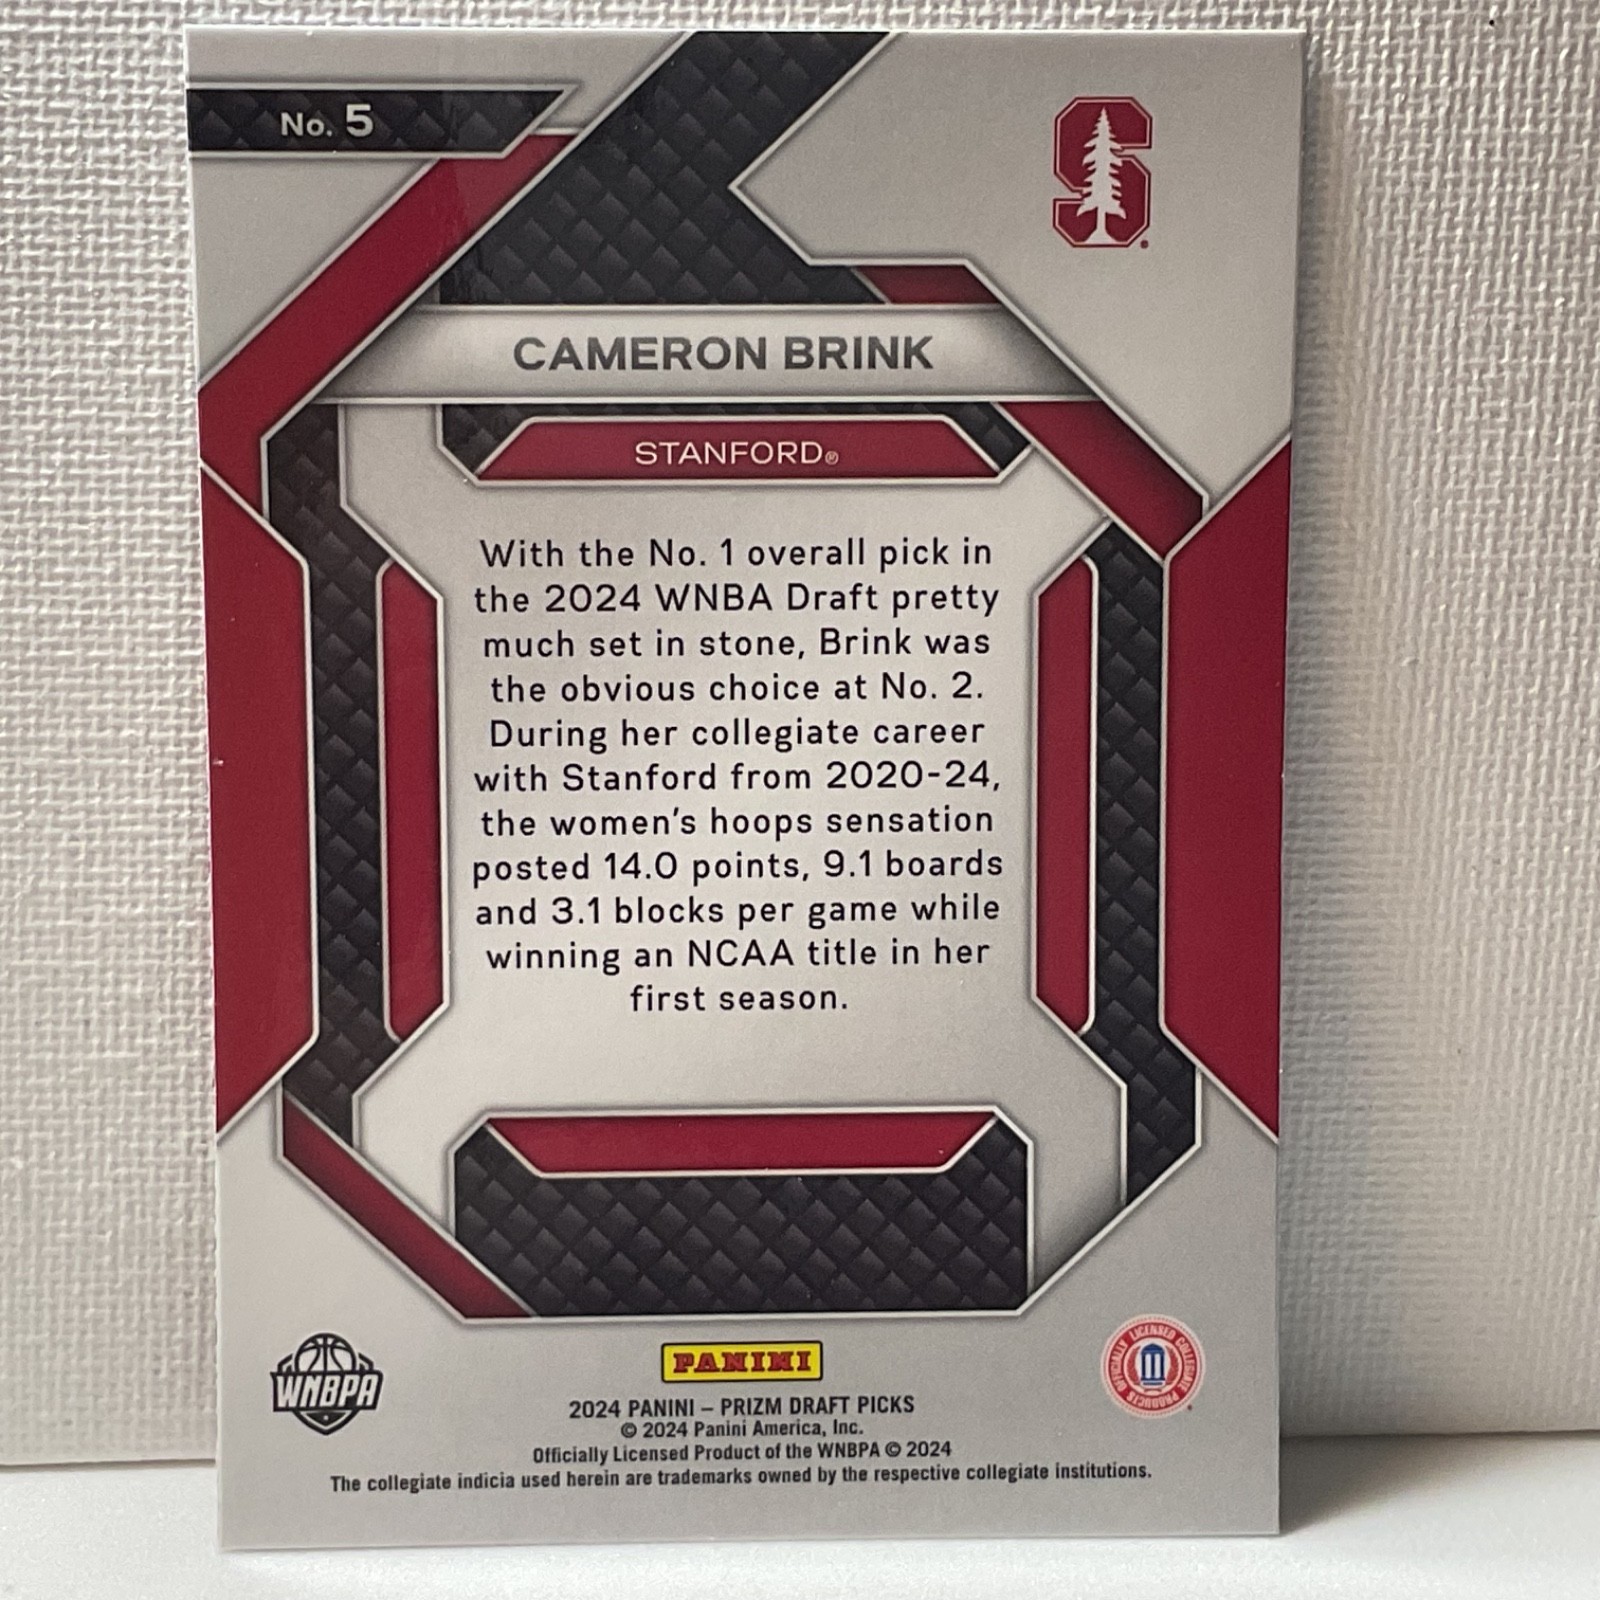 No. 5
S
CAMERON BRINK
STANFORD®
With the No. 1 overall pick in
the 2024 WNBA Draft pretty
much set in stone, Brink was
the obvious choice at No. 2.
During her collegiate career
with Stanford from 2020-24,
the women's hoops sensation
posted 14.0 points, 9.1 boards
and 3.1 blocks per game while
winning an NCAA title in her
first season.
WNBPA
PANINI
OFFICIALLY LICENSED COLLEGIATE PRODUCTS
2024 PANINI – PRIZM DRAFT PICKS
© 2024 Panini America, Inc.
Officially Licensed Product of the WNBPA © 2024
The collegiate indicia used herein are trademarks owned by the respective collegiate institutions.